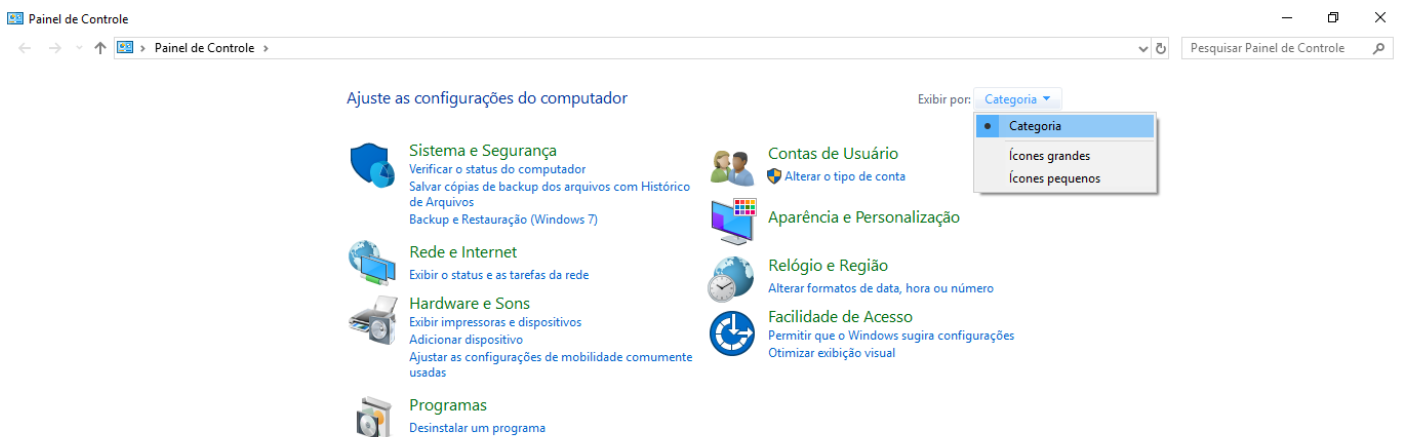 Painel de Controle
Painel de Controle
Pesquisar Painel de Controle
Ajuste as configurações do computador
Exibir por:
Categoria
Categoria
Ícones grandes
Ícones pequenos
Sistema e Segurança
Verificar o status do computador
Salvar cópias de backup dos arquivos com Histórico
de Arquivos
Backup e Restauração (Windows 7)
Rede e Internet
Exibir o status e as tarefas da rede
Hardware e Sons
Exibir impressoras e dispositivos
Adicionar dispositivo
Ajustar as configurações de mobilidade comumente
usadas
Programas
Desinstalar um programa
Contas de Usuário
Alterar o tipo de conta
Aparência e Personalização
Relógio e Região
Alterar formatos de data, hora ou número
Facilidade de Acesso
Permitir que o Windows sugira configurações
Otimizar exibição visual